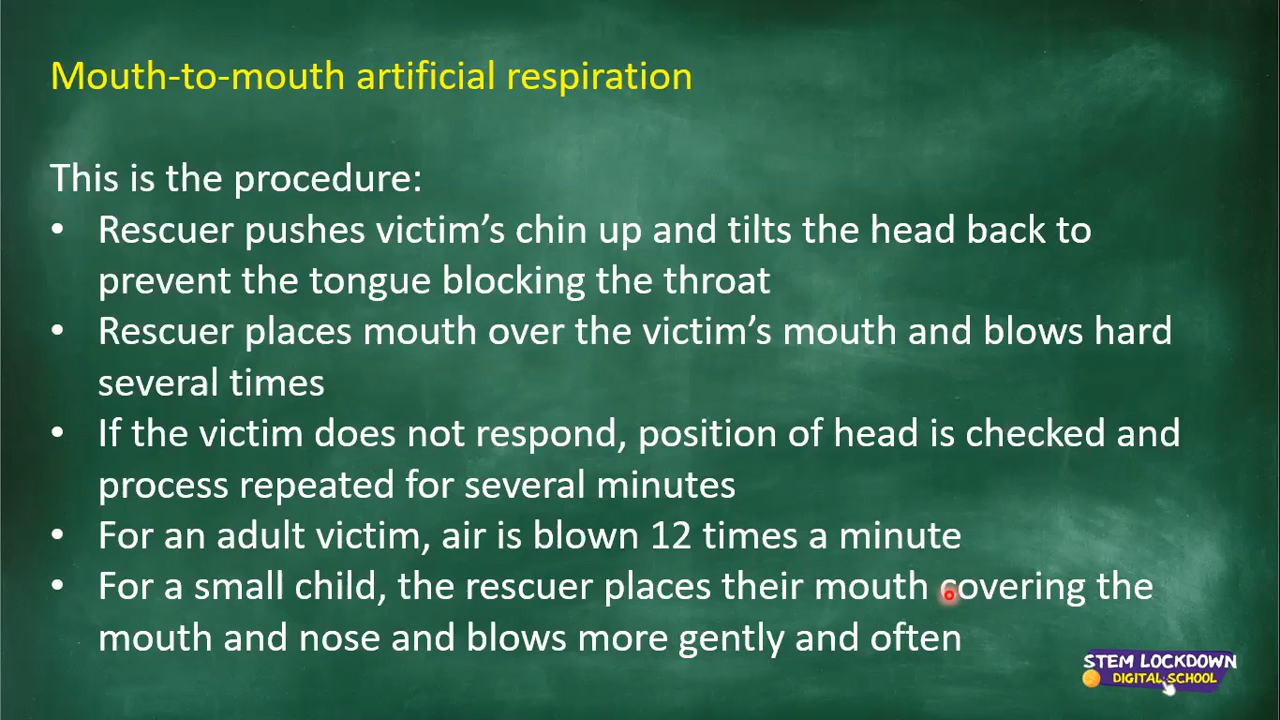 Mouth-to-mouth artificial respiration
This is the procedure:
• Rescuer pushes victim’s chin up and tilts the head back to
prevent the tongue blocking the throat
• Rescuer places mouth over the victim’s mouth and blows hard
several times
• If the victim does not respond, position of head is checked and
process repeated for several minutes
• For an adult victim, air is blown 12 times a minute
• For a small child, the rescuer places their mouth covering the
mouth and nose and blows more gently and often
STEM LOCKDOWN
DIGITAL SCHOOL